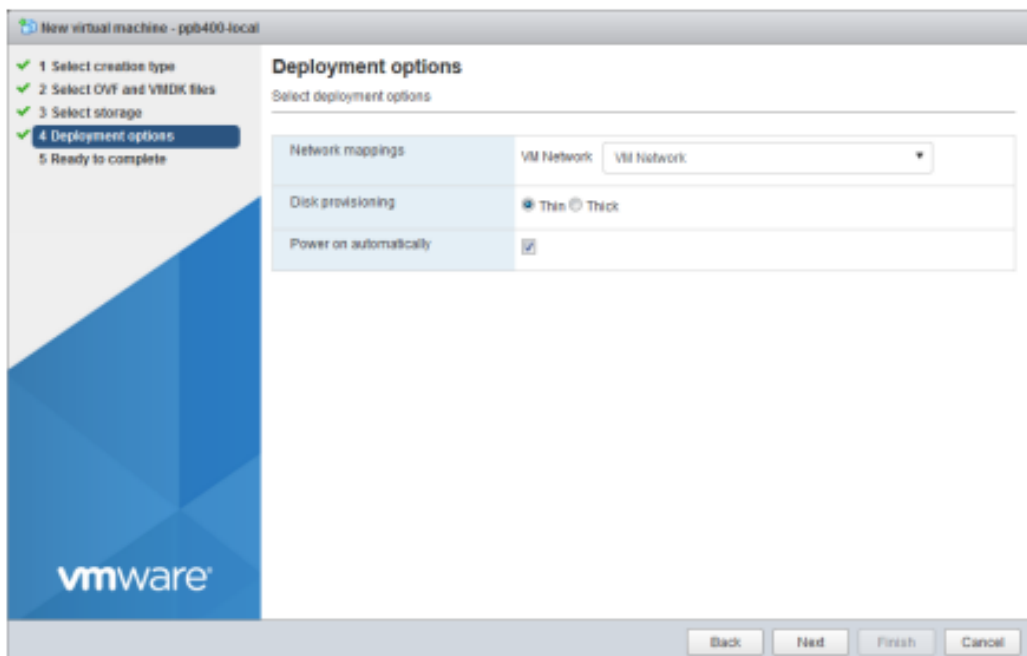 New virtual machine - ppb400-local
1 Select creation type
2 Select OVF and VMDK files
3 Select storage
4 Deployment options
5 Ready to complete
Deployment options
Select deployment options
Network mappings
VM Network VM Network
Disk provisioning
Thin Thick
Power on automatically
vmware
Back Next Finish Cancel